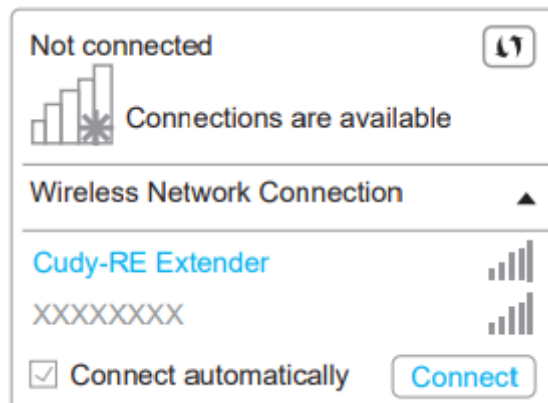 Not connected
Connections are available
Wireless Network Connection
Cudy-RE Extender
XXXXXXXX
Connect automatically
Connect